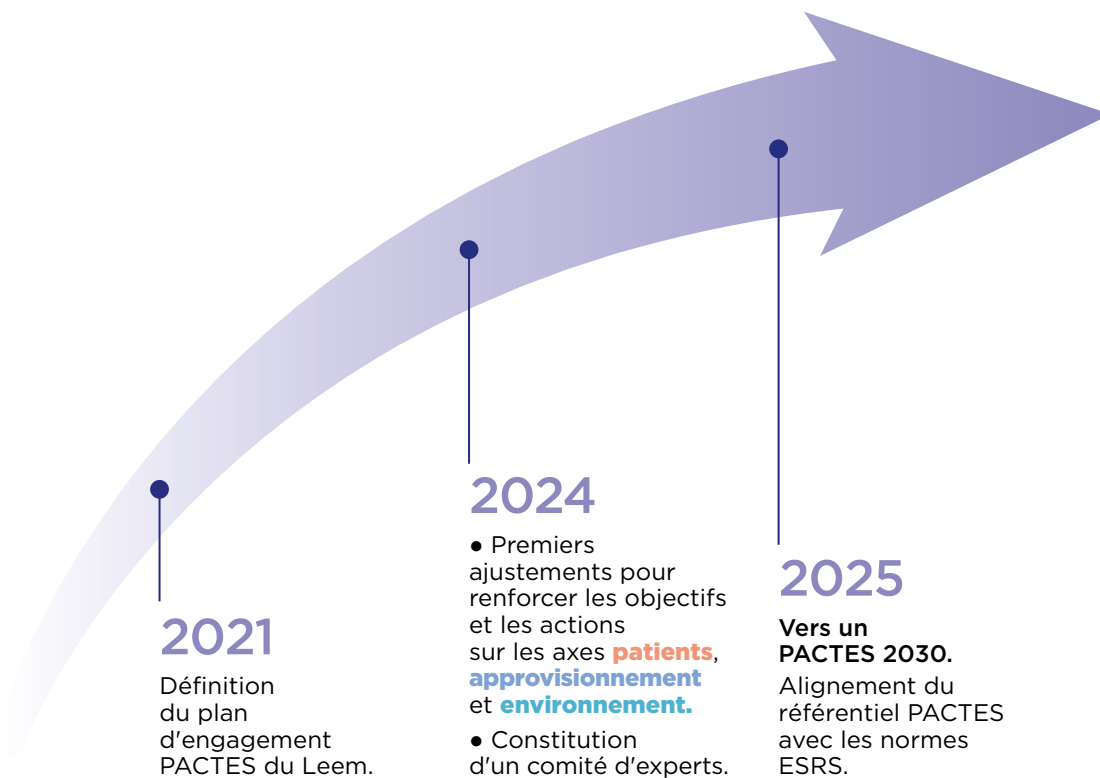 2021
Définition
du plan
d'engagement
PACTES du Leem.
2024
● Premiers
ajustements pour
renforcer les objectifs
et les actions
sur les axes patients,
approvisionnement
et environnement.
● Constitution
d'un comité d'experts.
2025
Vers un
PACTES 2030.
Alignement du
référentiel PACTES
avec les normes
ESRS.